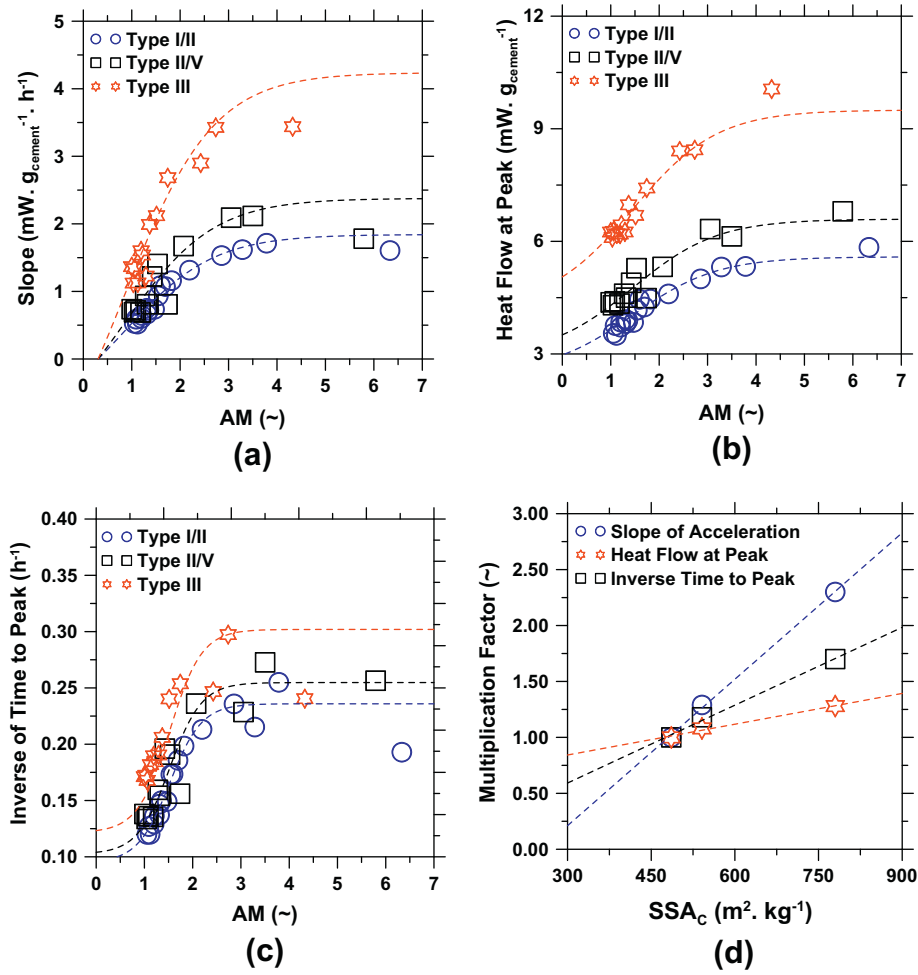 Slope (mW. g_cement^-1. h^-1)
5
4
3
2
1
0
Type I/II
Type II/V
Type III
0 1 2 3 4 5 6 7
AM (~)
(a)
Heat Flow at Peak (mW. g_cement^-1)
12
9
6
3
Type I/II
Type II/V
Type III
0 1 2 3 4 5 6 7
AM (~)
(b)
Inverse of Time to Peak (h^-1)
0.40
0.35
0.30
0.25
0.20
0.15
0.10
Type I/II
Type II/V
Type III
0 1 2 3 4 5 6 7
AM (~)
(c)
Multiplication Factor (~)
3.00
2.50
2.00
1.50
1.00
0.50
0.00
Slope of Acceleration
Heat Flow at Peak
Inverse Time to Peak
300 450 600 750 900
SSA_C (m². kg^-1)
(d)